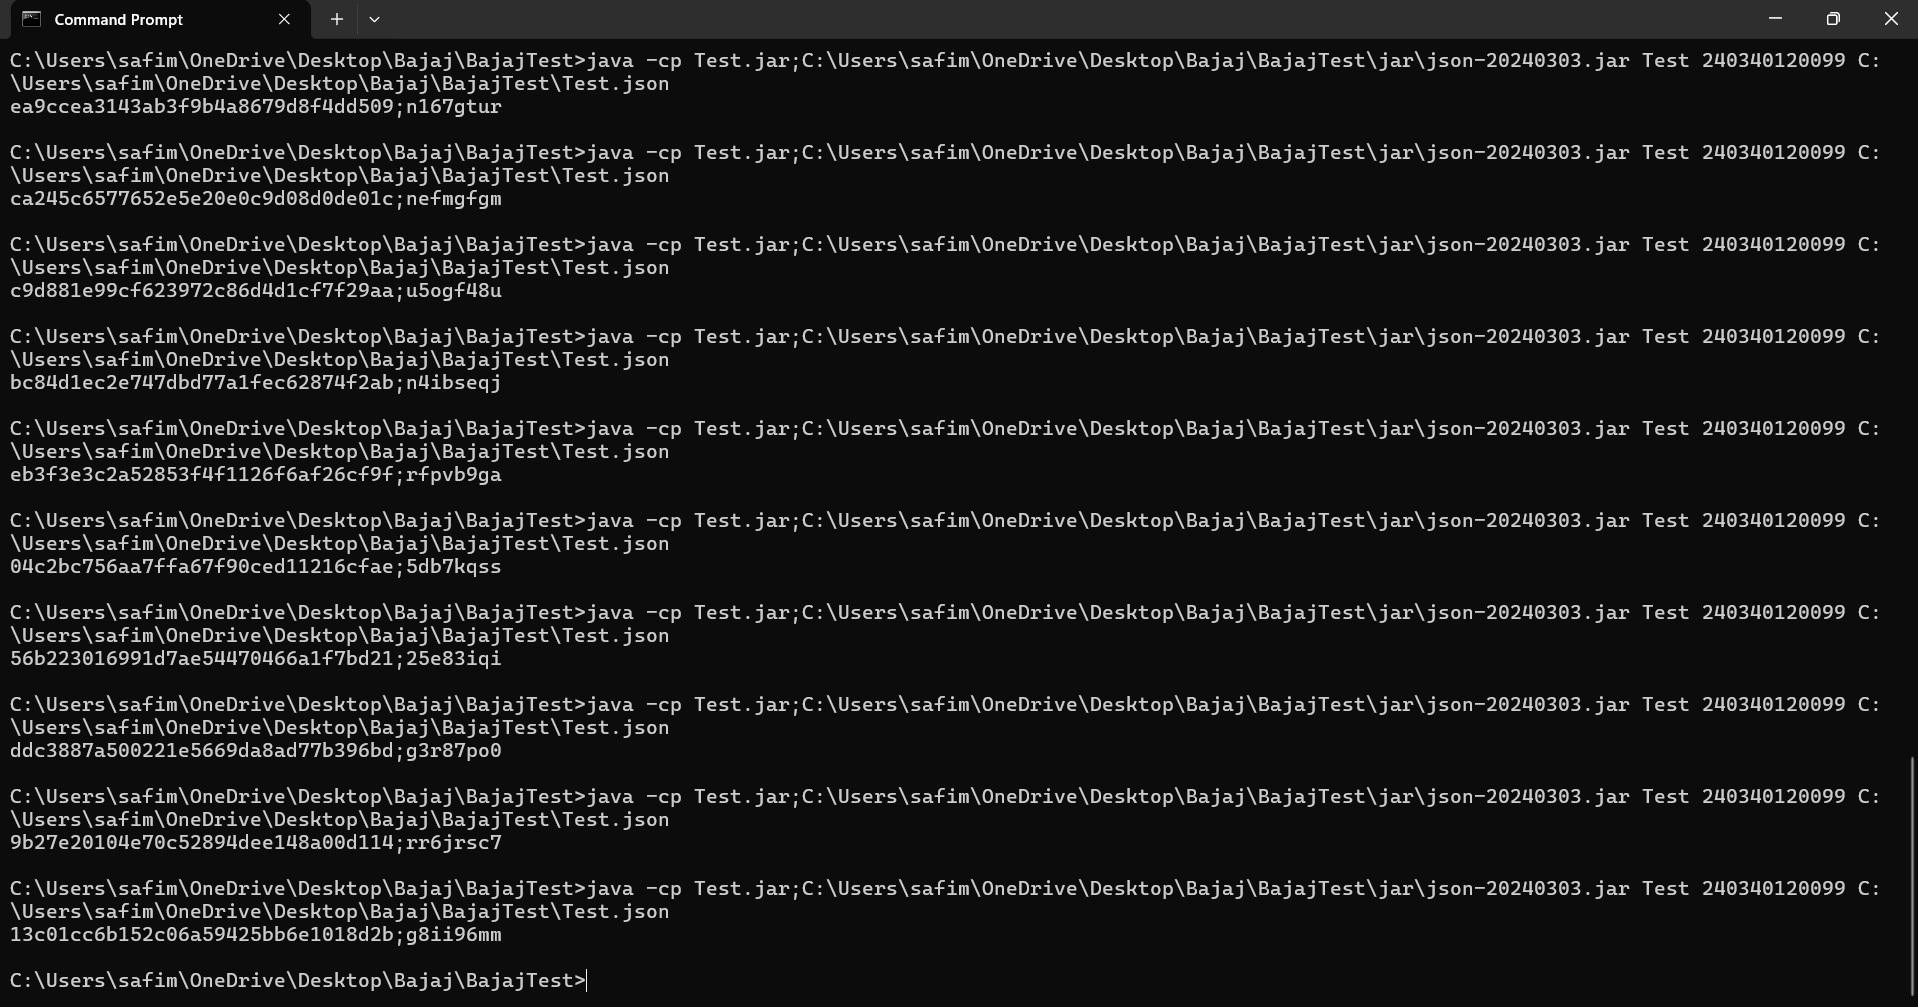 Command Prompt
C:\Users\safim\OneDrive\Desktop\Bajaj\BajajTest>java -cp Test.jar;C:\Users\safim\OneDrive\Desktop\Bajaj\BajajTest\jar\json-20240303.jar Test 240340120099 C:
\Users\safim\OneDrive\Desktop\Bajaj\BajajTest\Test.json
ea9ccea3143ab3f9b4a8679d8f4dd509;n167gtur
C:\Users\safim\OneDrive\Desktop\Bajaj\BajajTest>java -cp Test.jar;C:\Users\safim\OneDrive\Desktop\Bajaj\BajajTest\jar\json-20240303.jar Test 240340120099 C:
\Users\safim\OneDrive\Desktop\Bajaj\BajajTest\Test.json
ca245c6577652e5e20e0c9d08d0de01c;nefmgfgm
C:\Users\safim\OneDrive\Desktop\Bajaj\BajajTest>java -cp Test.jar;C:\Users\safim\OneDrive\Desktop\Bajaj\BajajTest\jar\json-20240303.jar Test 240340120099 C:
\Users\safim\OneDrive\Desktop\Bajaj\BajajTest\Test.json
c9d881e99cf623972c86d4d1cf7f29aa;u5ogf48u
C:\Users\safim\OneDrive\Desktop\Bajaj\BajajTest>java -cp Test.jar;C:\Users\safim\OneDrive\Desktop\Bajaj\BajajTest\jar\json-20240303.jar Test 240340120099 C:
\Users\safim\OneDrive\Desktop\Bajaj\BajajTest\Test.json
bc84d1ec2e747dbd77a1fec62874f2ab;n4ibseqj
C:\Users\safim\OneDrive\Desktop\Bajaj\BajajTest>java -cp Test.jar;C:\Users\safim\OneDrive\Desktop\Bajaj\BajajTest\jar\json-20240303.jar Test 240340120099 C:
\Users\safim\OneDrive\Desktop\Bajaj\BajajTest\Test.json
eb3f3e3c2a52853f4f1126f6af26cf9f;rfpvb9ga
C:\Users\safim\OneDrive\Desktop\Bajaj\BajajTest>java -cp Test.jar;C:\Users\safim\OneDrive\Desktop\Bajaj\BajajTest\jar\json-20240303.jar Test 240340120099 C:
\Users\safim\OneDrive\Desktop\Bajaj\BajajTest\Test.json
04c2bc756aa7ffa67f90ced11216cfae;5db7kqss
C:\Users\safim\OneDrive\Desktop\Bajaj\BajajTest>java -cp Test.jar;C:\Users\safim\OneDrive\Desktop\Bajaj\BajajTest\jar\json-20240303.jar Test 240340120099 C:
\Users\safim\OneDrive\Desktop\Bajaj\BajajTest\Test.json
56b223016991d7ae54470466a1f7bd21;25e83iqi
C:\Users\safim\OneDrive\Desktop\Bajaj\BajajTest>java -cp Test.jar;C:\Users\safim\OneDrive\Desktop\Bajaj\BajajTest\jar\json-20240303.jar Test 240340120099 C:
\Users\safim\OneDrive\Desktop\Bajaj\BajajTest\Test.json
ddc3887a500221e5669da8ad77b396bd;g3r87po0
C:\Users\safim\OneDrive\Desktop\Bajaj\BajajTest>java -cp Test.jar;C:\Users\safim\OneDrive\Desktop\Bajaj\BajajTest\jar\json-20240303.jar Test 240340120099 C:
\Users\safim\OneDrive\Desktop\Bajaj\BajajTest\Test.json
9b27e20104e70c52894dee148a00d114;rr6jrsc7
C:\Users\safim\OneDrive\Desktop\Bajaj\BajajTest>java -cp Test.jar;C:\Users\safim\OneDrive\Desktop\Bajaj\BajajTest\jar\json-20240303.jar Test 240340120099 C:
\Users\safim\OneDrive\Desktop\Bajaj\BajajTest\Test.json
13c01cc6b152c06a59425bb6e1018d2b;g8ii96mm
C:\Users\safim\OneDrive\Desktop\Bajaj\BajajTest>